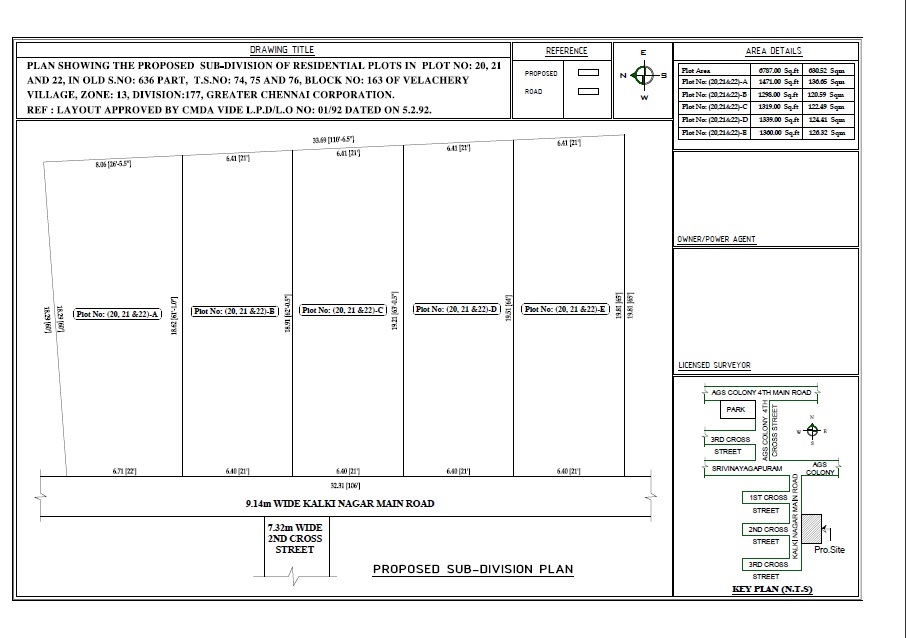 DRAWING TITLE
PLAN SHOWING THE PROPOSED SUB-DIVISION OF RESIDENTIAL PLOTS IN PLOT NO: 20, 21
AND 22, IN OLD S.NO: 636 PART, T.S.NO: 74, 75 AND 76, BLOCK NO: 163 OF VELACHERY
VILLAGE, ZONE: 13, DIVISION:177, GREATER CHENNAI CORPORATION.
REF : LAYOUT APPROVED BY CMDA VIDE L.P.D/L.O NO: 01/92 DATED ON 5.2.92.
REFERENCE
PROPOSED
ROAD
E
N S
W
AREA DETAILS
Plot Area 6787.00 Sq.ft 630.52 Sqm
Plot No: (20,21&22)-A 1471.00 Sq.ft 136.65 Sqm
Plot No: (20,21&22)-B 1298.00 Sq.ft 120.59 Sqm
Plot No: (20,21&22)-C 1319.00 Sq.ft 122.49 Sqm
Plot No: (20,21&22)-D 1339.00 Sq.ft 124.41 Sqm
Plot No: (20,21&22)-E 1360.00 Sq.ft 126.32 Sqm
OWNER/POWER AGENT
LICENSED SURVEYOR
33.69 [110'-6.5"]
8.06 [26'-5.5"]
6.41 [21']
6.41 [21']
6.41 [21']
6.41 [21']
18.29 [60']
18.29 [60']
Plot No: (20, 21 &22)-A
18.62 [61'-1.0"]
Plot No: (20, 21 &22)-B
18.91 [62'-0.5"]
Plot No: (20, 21 &22)-C
19.21 [63'-0.5"]
Plot No: (20, 21 &22)-D
19.51 [64']
Plot No: (20, 21 &22)-E
19.81 [65']
19.81 [65']
6.71 [22']
6.40 [21']
6.40 [21']
6.40 [21']
6.40 [21']
32.31 [106']
9.14m WIDE KALKI NAGAR MAIN ROAD
7.32m WIDE
2ND CROSS
STREET
PROPOSED SUB-DIVISION PLAN
AGS COLONY 4TH MAIN ROAD
PARK
AGS COLONY 4TH
CROSS STREET
N
W E
S
3RD CROSS
STREET
SRIVINAYAGAPURAM
AGS
COLONY
KALKI NAGAR MAIN ROAD
1ST CROSS
STREET
2ND CROSS
STREET
3RD CROSS
STREET
Pro.Site
KEY PLAN (N.T.S)